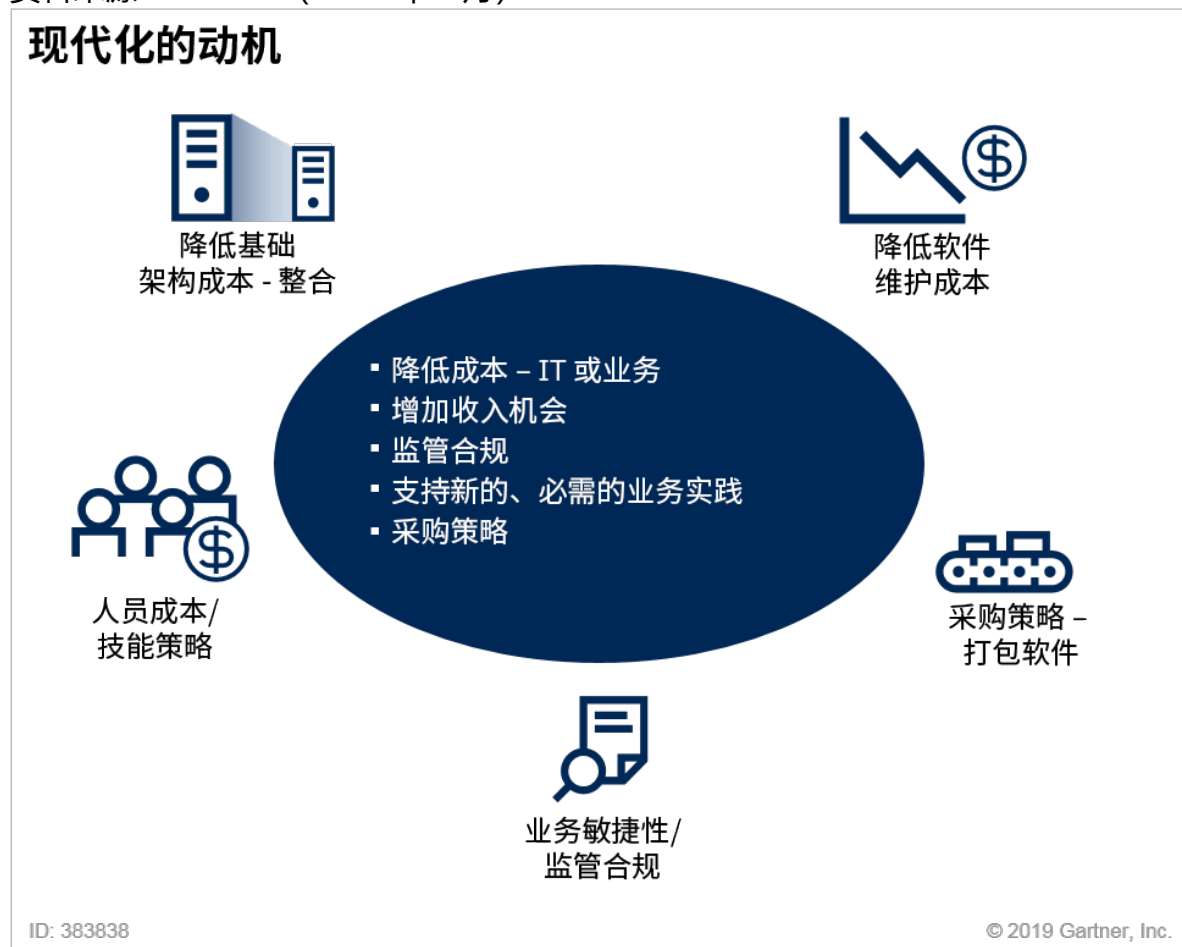 现代化的动机
降低基础
架构成本 - 整合
降低软件
维护成本
▪ 降低成本 – IT 或业务
▪ 增加收入机会
▪ 监管合规
▪ 支持新的、必需的业务实践
▪ 采购策略
人员成本/
技能策略
采购策略 –
打包软件
业务敏捷性/
监管合规
ID: 383838
© 2019 Gartner, Inc.